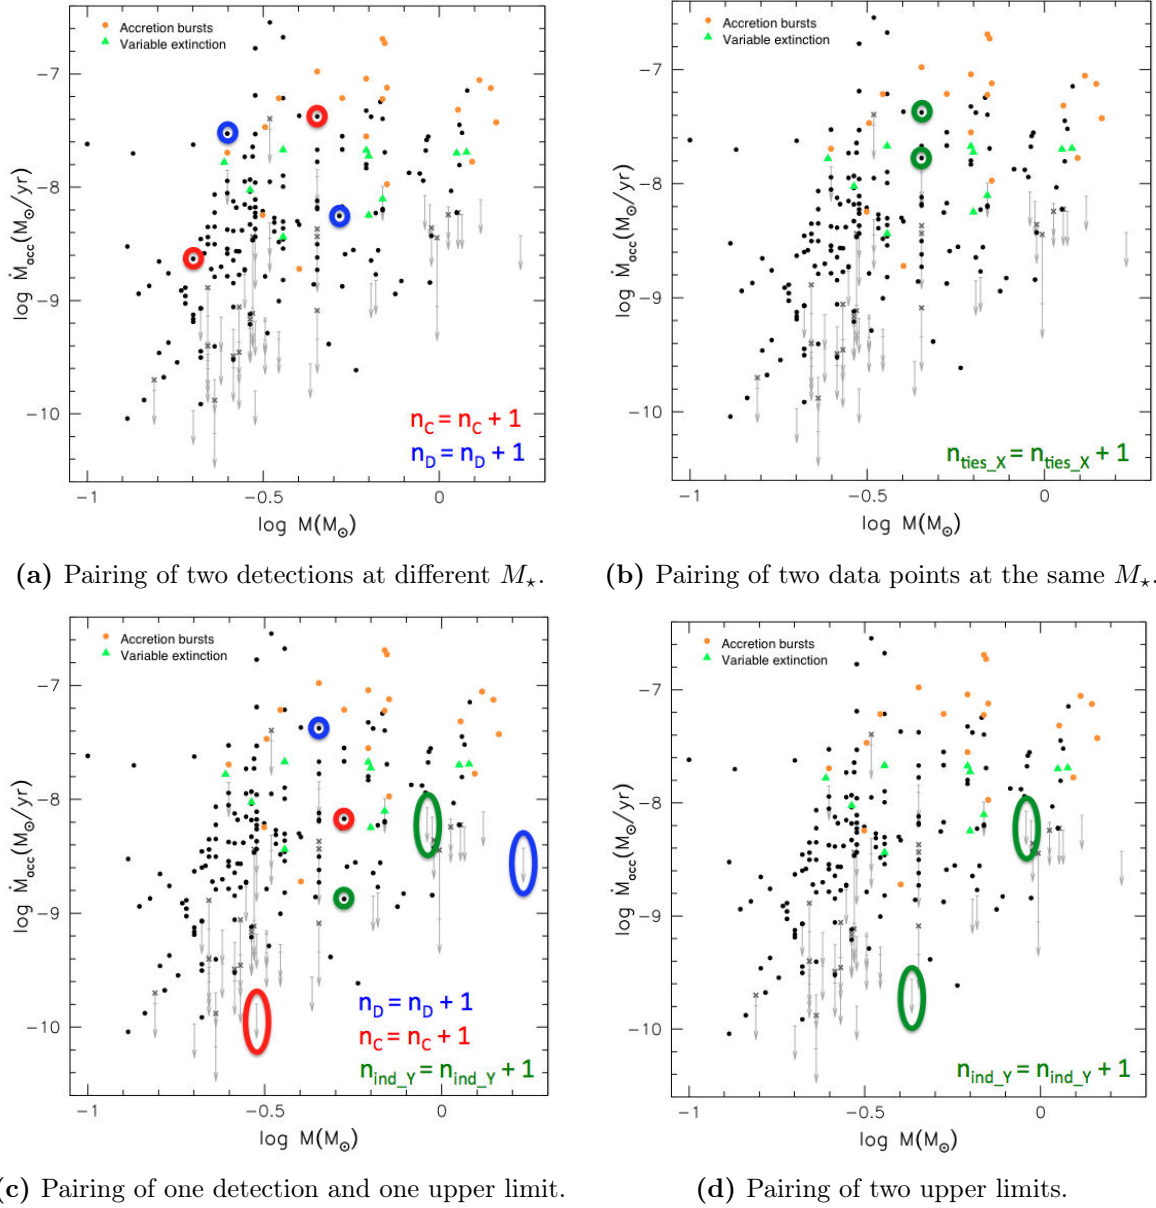 Accretion bursts
Variable extinction
−7
−8
−9
−10
log Ṁacc(M⊙/yr)
nC = nC + 1
nD = nD + 1
−1
−0.5
0
log M(M⊙)
(a) Pairing of two detections at different M⋆.
Accretion bursts
Variable extinction
−7
−8
−9
−10
log Ṁacc(M⊙/yr)
nties_X = nties_X + 1
−1
−0.5
0
log M(M⊙)
(b) Pairing of two data points at the same M⋆.
Accretion bursts
Variable extinction
−7
−8
−9
−10
log Ṁacc(M⊙/yr)
nD = nD + 1
nC = nC + 1
nind_Y = nind_Y + 1
−1
−0.5
0
log M(M⊙)
(c) Pairing of one detection and one upper limit.
Accretion bursts
Variable extinction
−7
−8
−9
−10
log Ṁacc(M⊙/yr)
nind_Y = nind_Y + 1
−1
−0.5
0
log M(M⊙)
(d) Pairing of two upper limits.